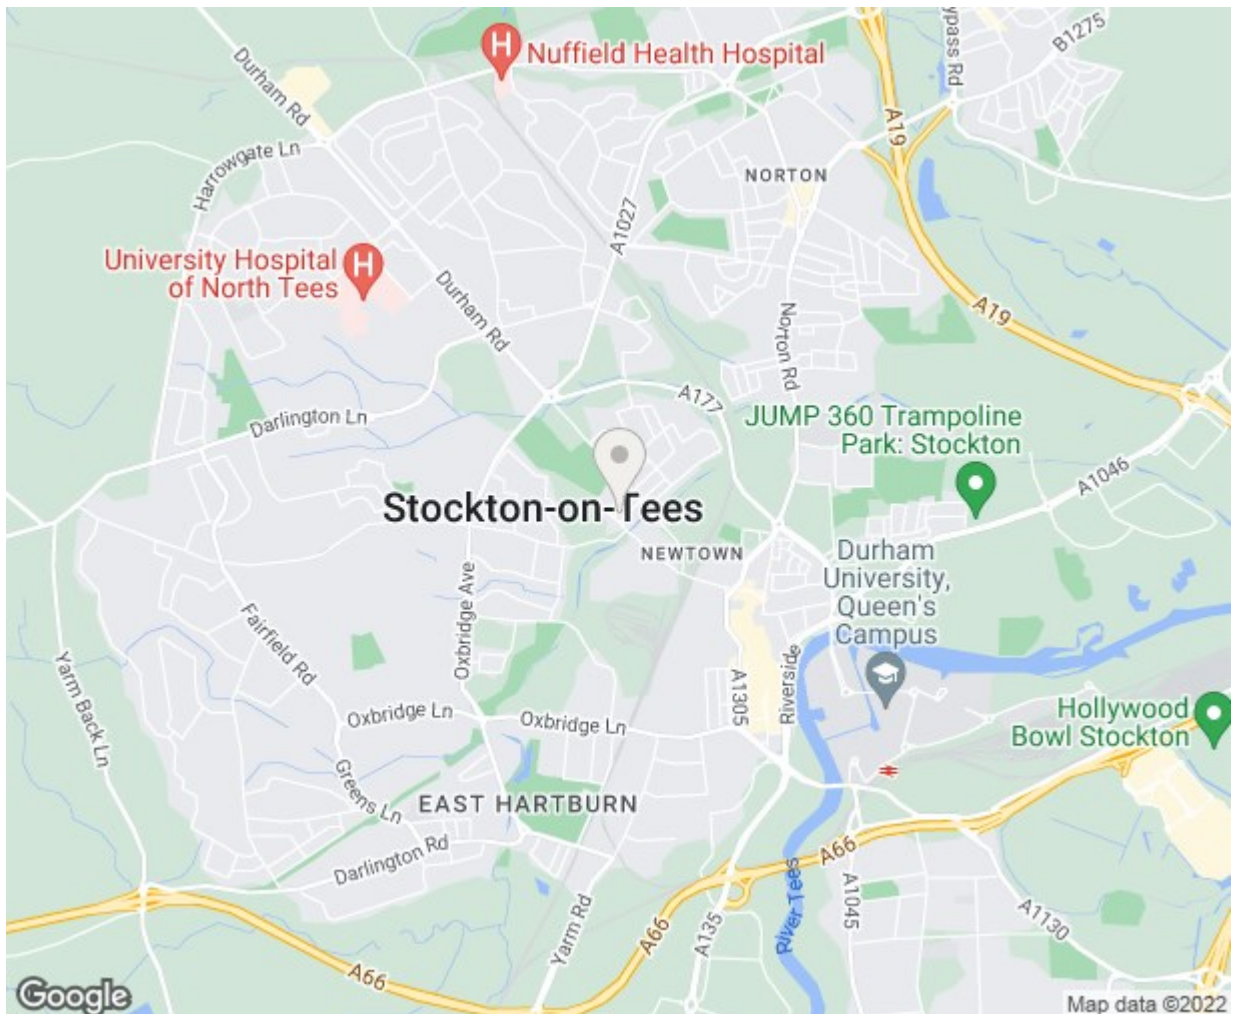 Nuffield Health Hospital
ypass Rd
B1275
Durham Rd
A19
Harrowgate Ln
NORTON
A1027
University Hospital
of North Tees
Durham Rd
Norton Rd
A19
A177
Darlington Ln
JUMP 360 Trampoline
Park: Stockton
A1046
Stockton-on-Tees
NEWTOWN
Durham
University,
Queen's
Campus
Oxbridge Ave
Fairfield Rd
Yarm Back Ln
Riverside
A1305
Oxbridge Ln
Oxbridge Ln
Hollywood
Bowl Stockton
Greens Ln
EAST HARTBURN
Darlington Rd
A66
River Tees
A1045
Yarm Rd
A66
A135
A1130
A66
Google
Map data ©2022